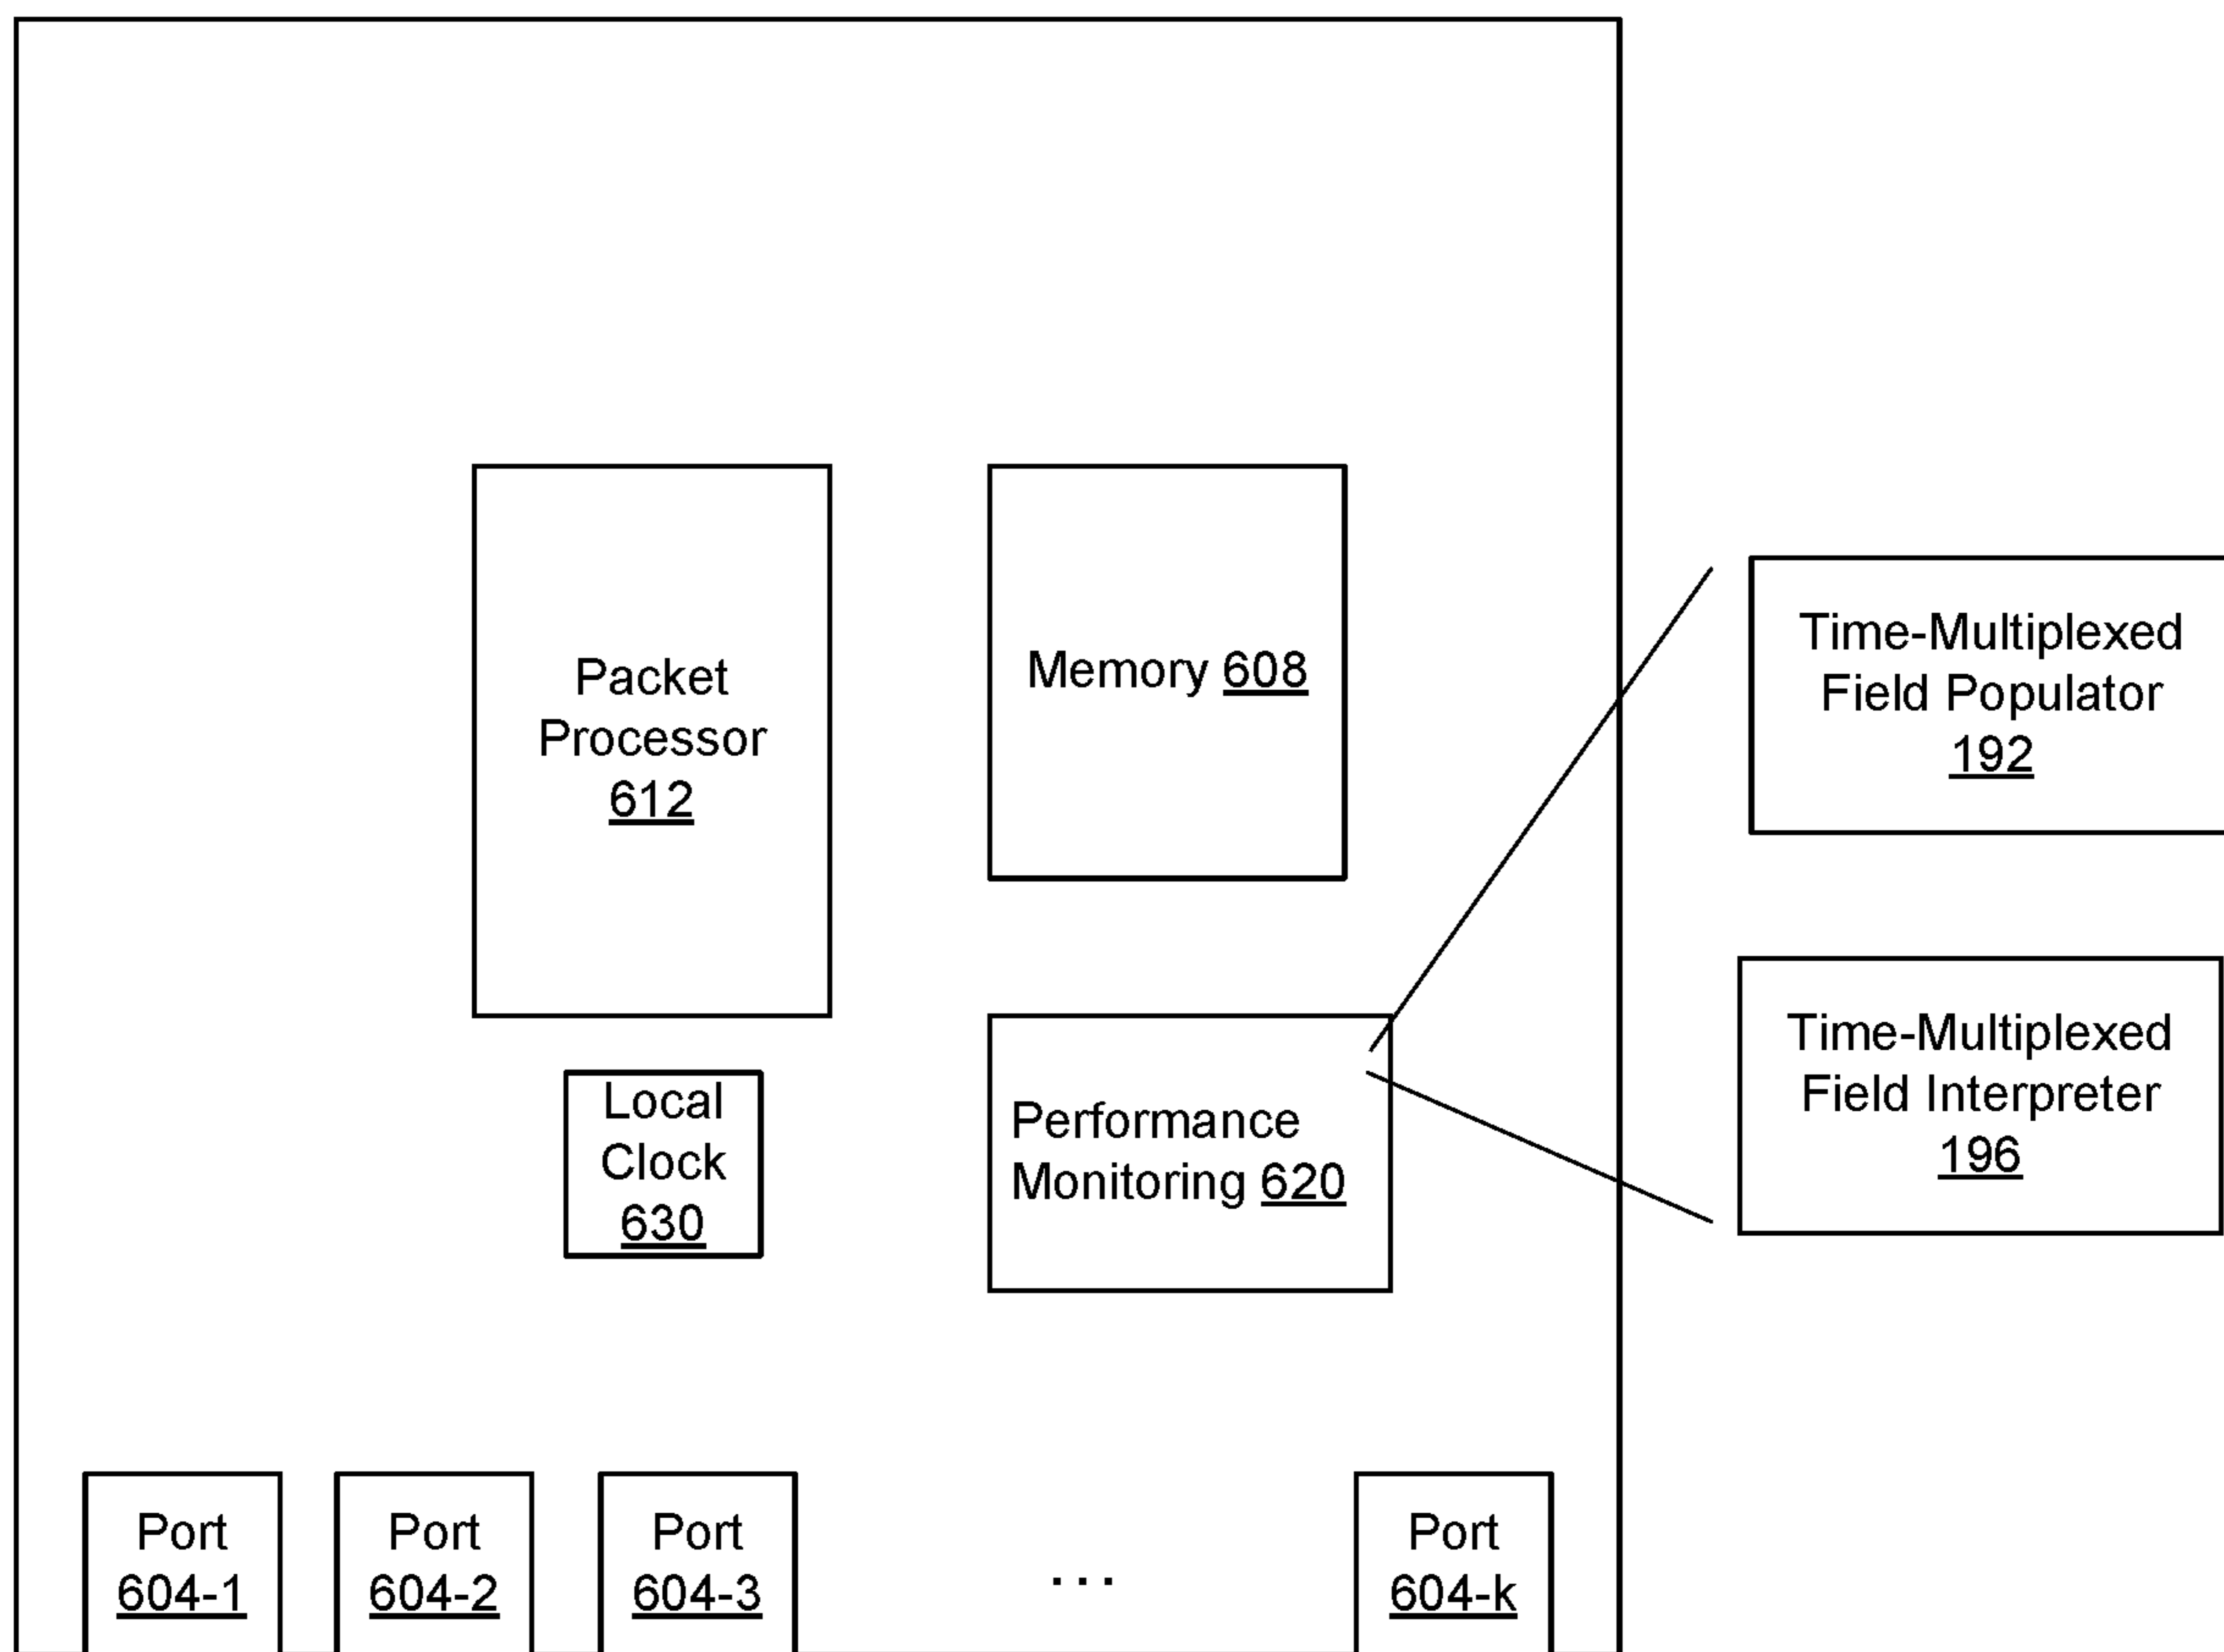 Packet
Processor
612
Memory 608
Time-Multiplexed
Field Populator
192
Local
Clock
630
Performance
Monitoring 620
Time-Multiplexed
Field Interpreter
196
Port
604-1
Port
604-2
Port
604-3
...
Port
604-k